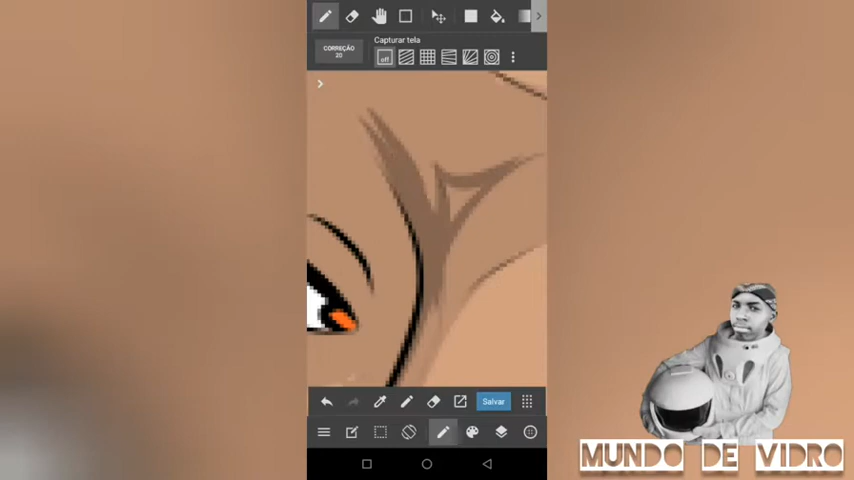 Capturar tela
CORREÇÃO
20
off
Salvar
MUNDO DE VIDRO